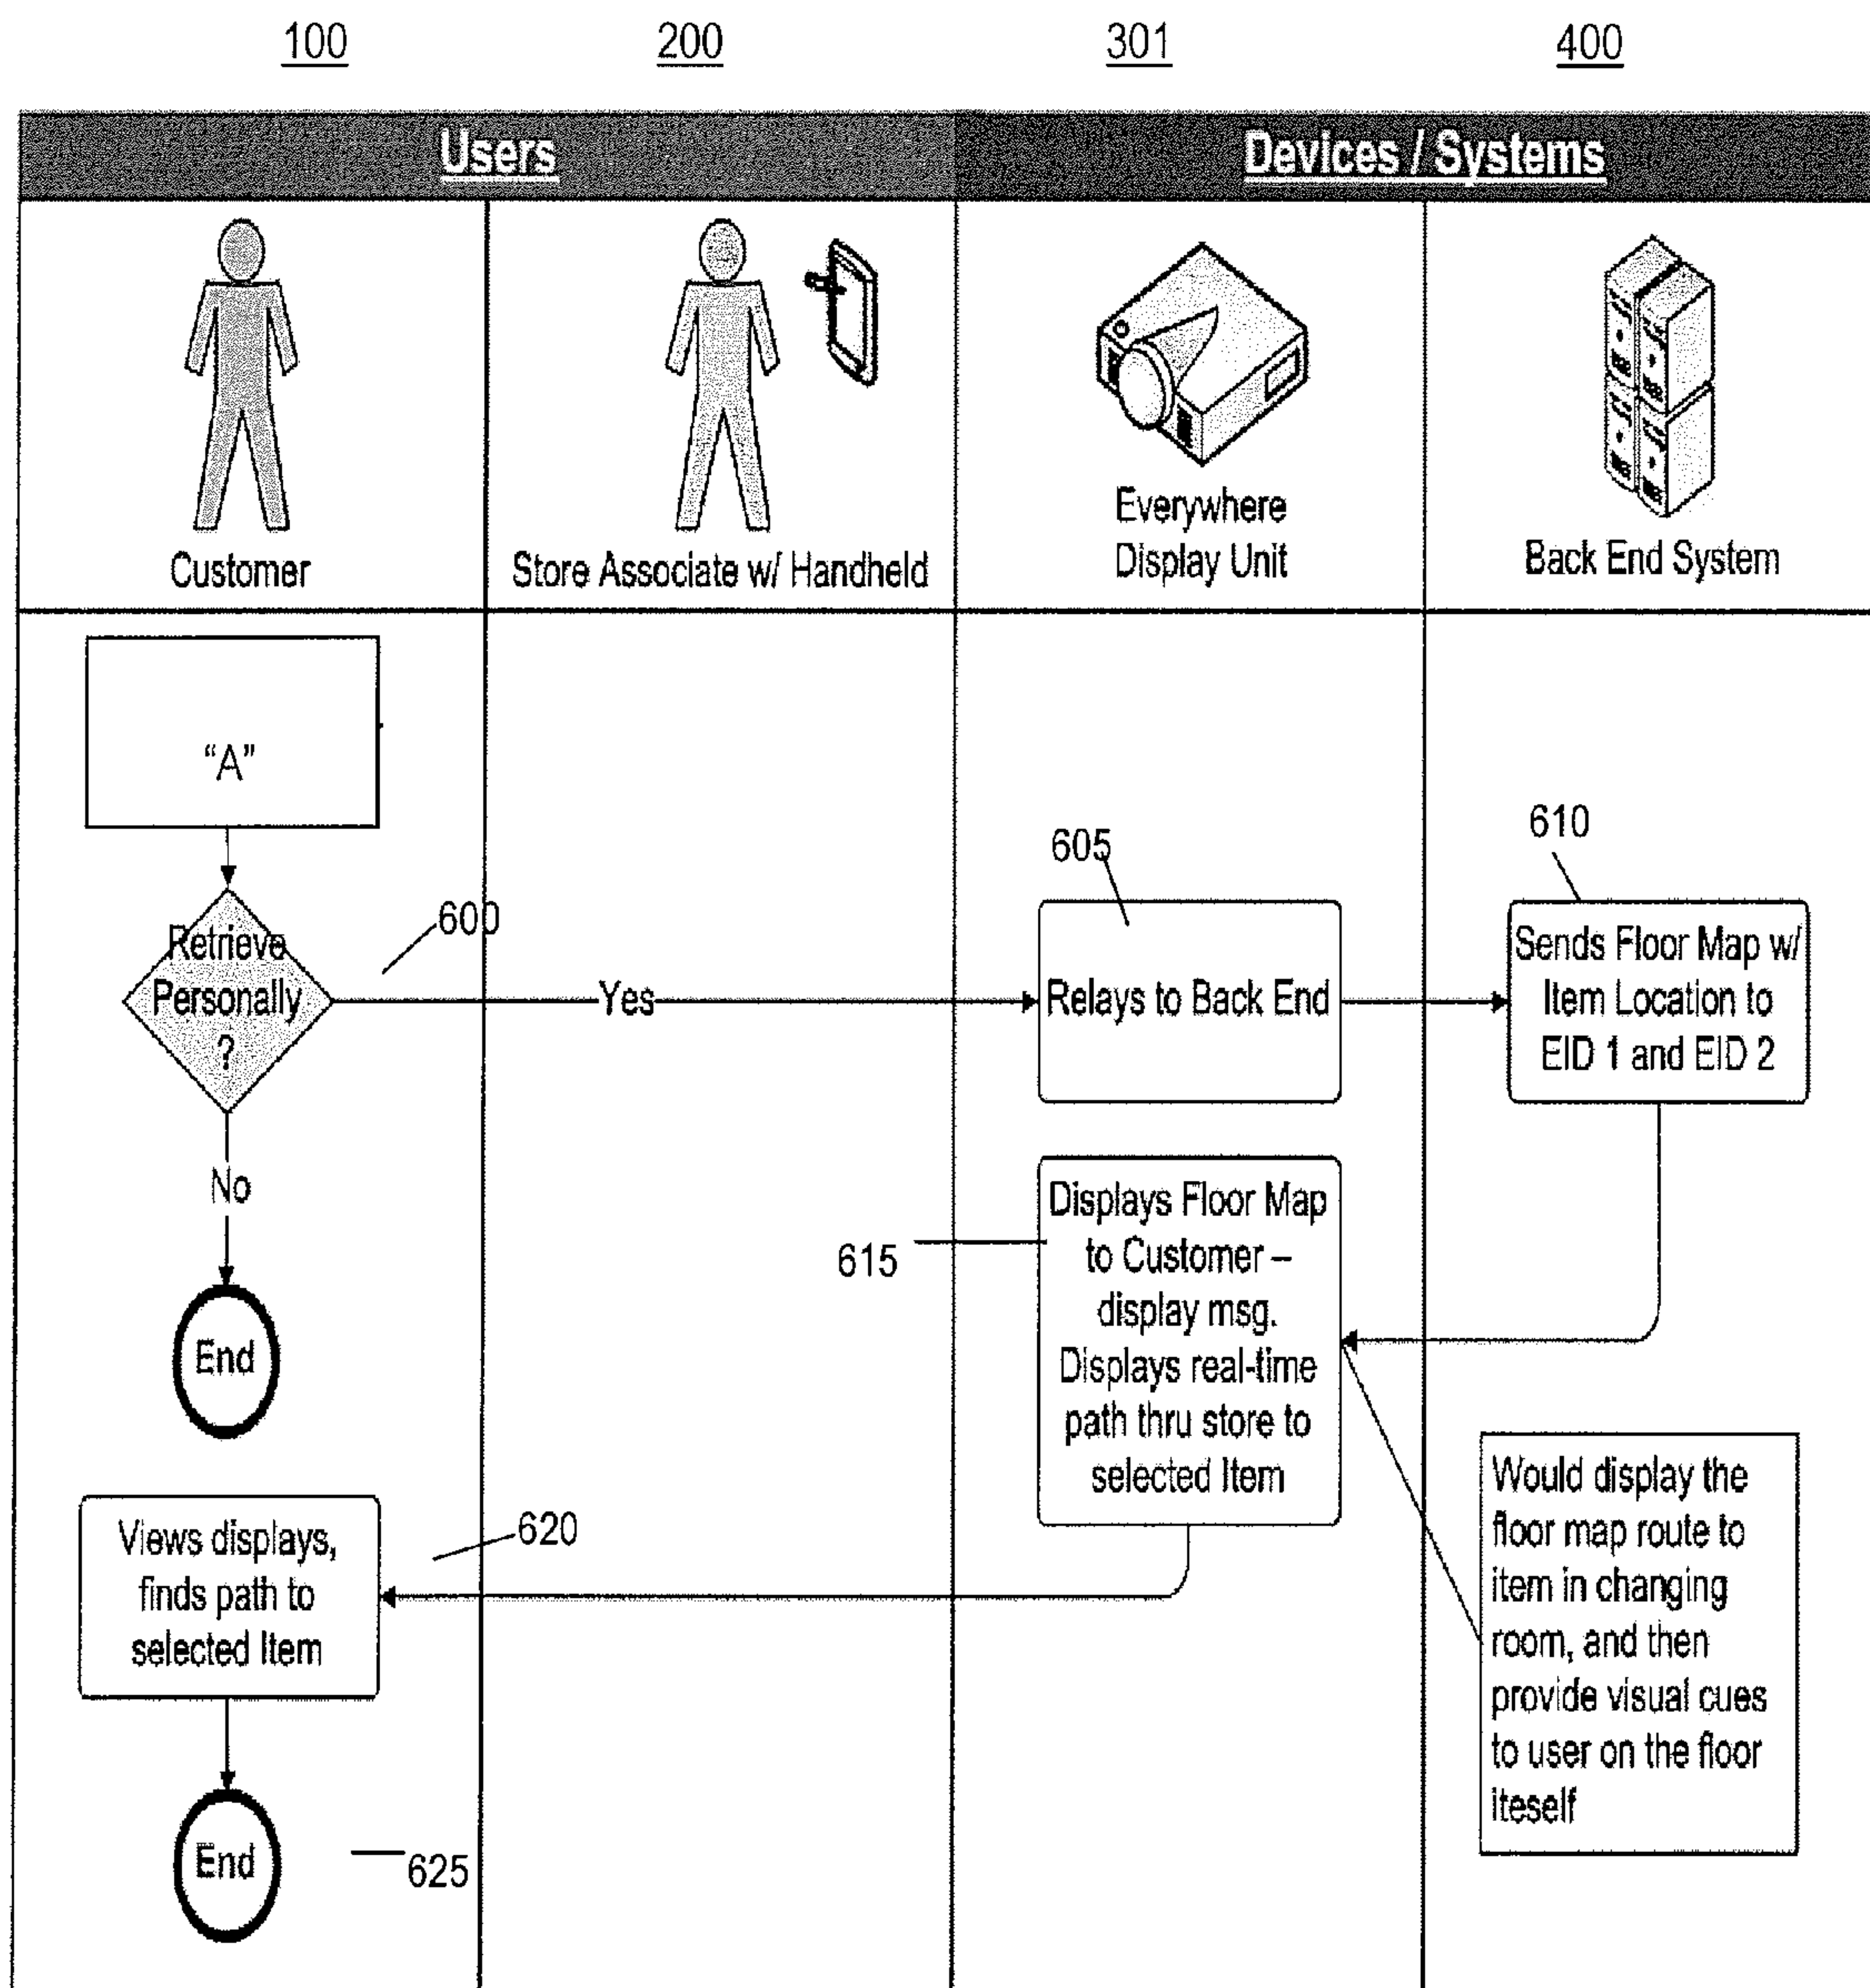 100
200
301
400
Users
Devices / Systems
Customer
Store Associate w/ Handheld
Everywhere
Display Unit
Back End System
“A”
Retrieve
Personally
?
600
Yes
605
Relays to Back End
610
Sends Floor Map w/
Item Location to
EID 1 and EID 2
No
End
615
Displays Floor Map
to Customer –
display msg.
Displays real-time
path thru store to
selected Item
Would display the
floor map route to
item in changing
room, and then
provide visual cues
to user on the floor
iteself
Views displays,
finds path to
selected Item
620
End
625